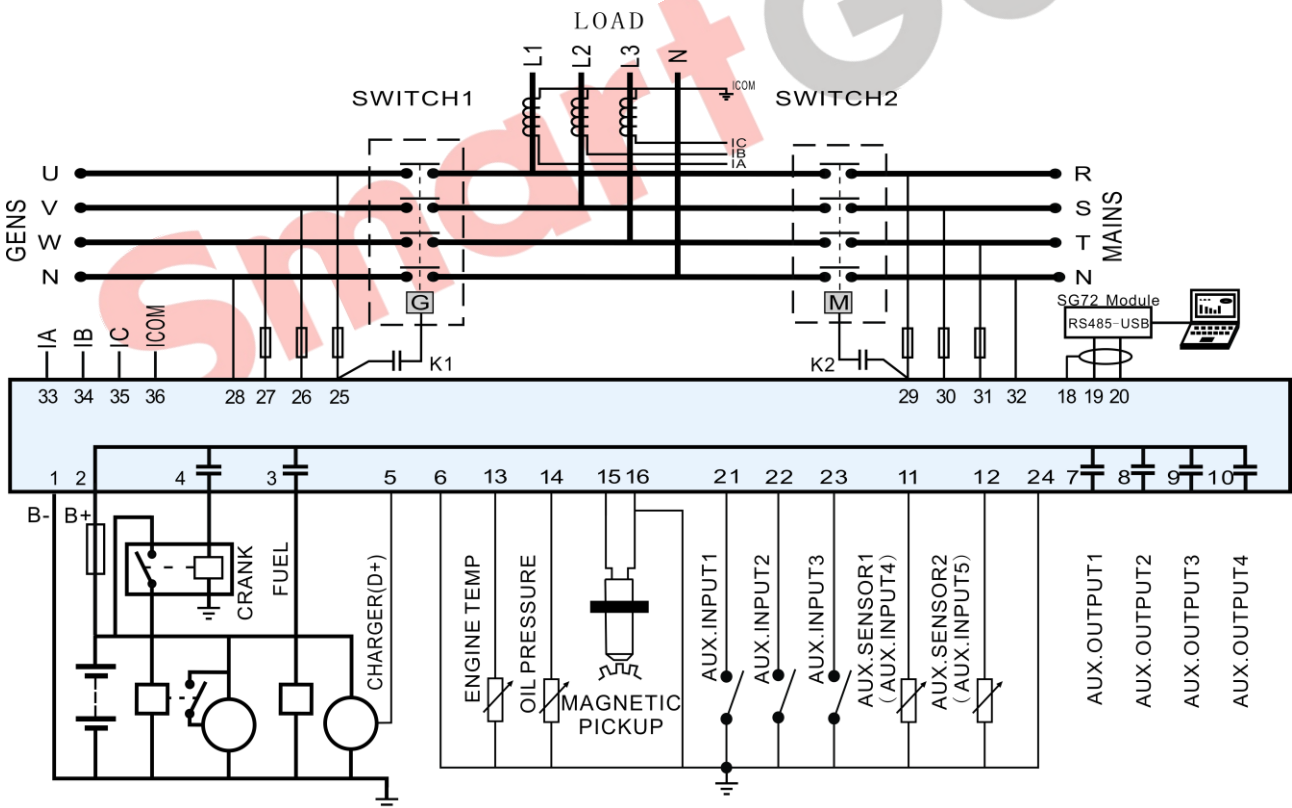 SmartGe
LOAD
L1
L2
L3
N
ICOM
SWITCH1
SWITCH2
IC
IB
IA
GENS
U
V
W
N
R
S
T
N
MAINS
G
M
SG72 Module
RS485-USB
K1
K2
IA
IB
IC
ICOM
33 34 35 36 28 27 26 25 29 30 31 32 18 19 20
1 2 4 3 5 6 13 14 15 16 21 22 23 11 12 24 7 8 9 10
B-
B+
CRANK
FUEL
CHARGER(D+)
ENGINE TEMP
OIL PRESSURE
MAGNETIC
PICKUP
AUX.INPUT1
AUX.INPUT2
AUX.INPUT3
AUX.SENSOR1
(AUX.INPUT4)
AUX.SENSOR2
(AUX.INPUT5)
AUX.OUTPUT1
AUX.OUTPUT2
AUX.OUTPUT3
AUX.OUTPUT4